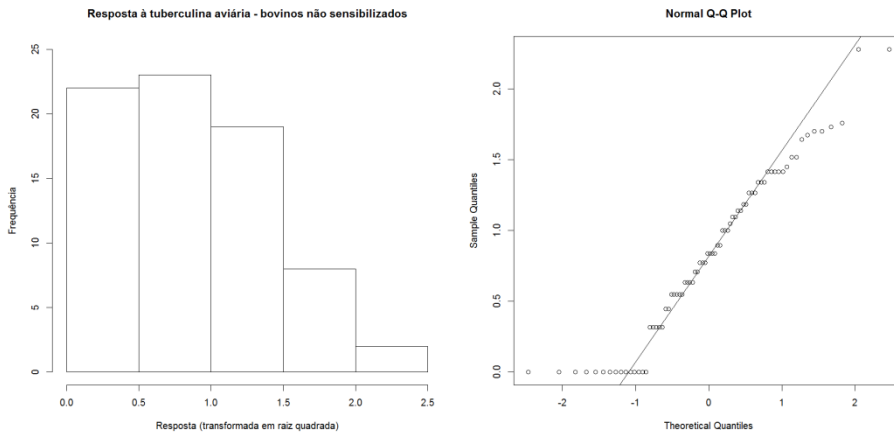 Resposta à tuberculina aviária - bovinos não sensibilizados
Frequência
25
20
15
10
5
0
0.0 0.5 1.0 1.5 2.0 2.5
Resposta (transformada em raiz quadrada)
Normal Q-Q Plot
Sample Quantiles
2.0
1.5
1.0
0.5
0.0
-2 -1 0 1 2
Theoretical Quantiles